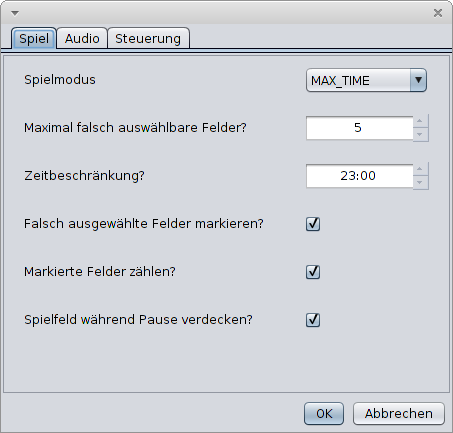 Spiel Audio Steuerung
Spielmodus MAX_TIME
Maximal falsch auswählbare Felder? 5
Zeitbeschränkung? 23:00
Falsch ausgewählte Felder markieren?
Markierte Felder zählen?
Spielfeld während Pause verdecken?
OK Abbrechen